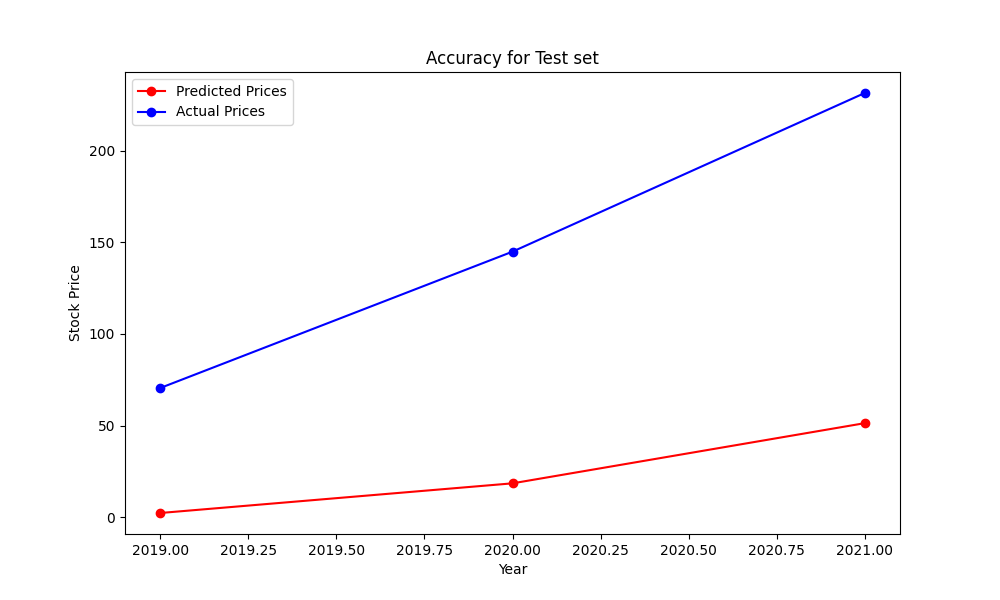 Accuracy for Test set
Predicted Prices
Actual Prices
200
150
100
50
0
Stock Price
2019.00 2019.25 2019.50 2019.75 2020.00 2020.25 2020.50 2020.75 2021.00
Year